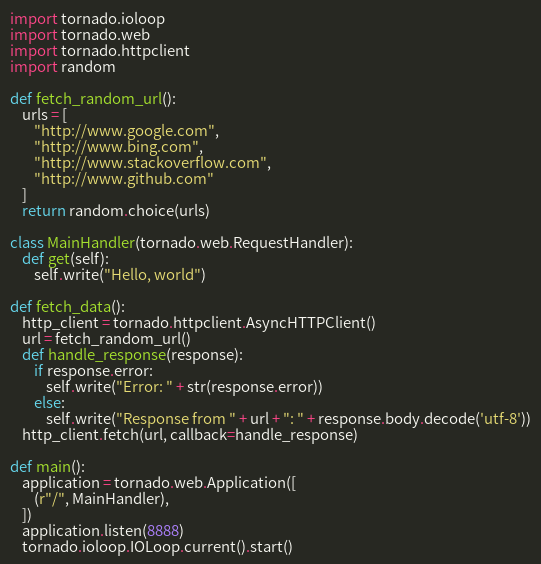 import tornado.ioloop
import tornado.web
import tornado.httpclient
import random
def fetch_random_url():
urls = [
"http://www.google.com",
"http://www.bing.com",
"http://www.stackoverflow.com",
"http://www.github.com"
]
return random.choice(urls)
class MainHandler(tornado.web.RequestHandler):
def get(self):
self.write("Hello, world")
def fetch_data():
http_client = tornado.httpclient.AsyncHTTPClient()
url = fetch_random_url()
def handle_response(response):
if response.error:
self.write("Error: " + str(response.error))
else:
self.write("Response from " + url + ": " + response.body.decode('utf-8'))
http_client.fetch(url, callback=handle_response)
def main():
application = tornado.web.Application([
(r"/", MainHandler),
])
application.listen(8888)
tornado.ioloop.IOLoop.current().start()